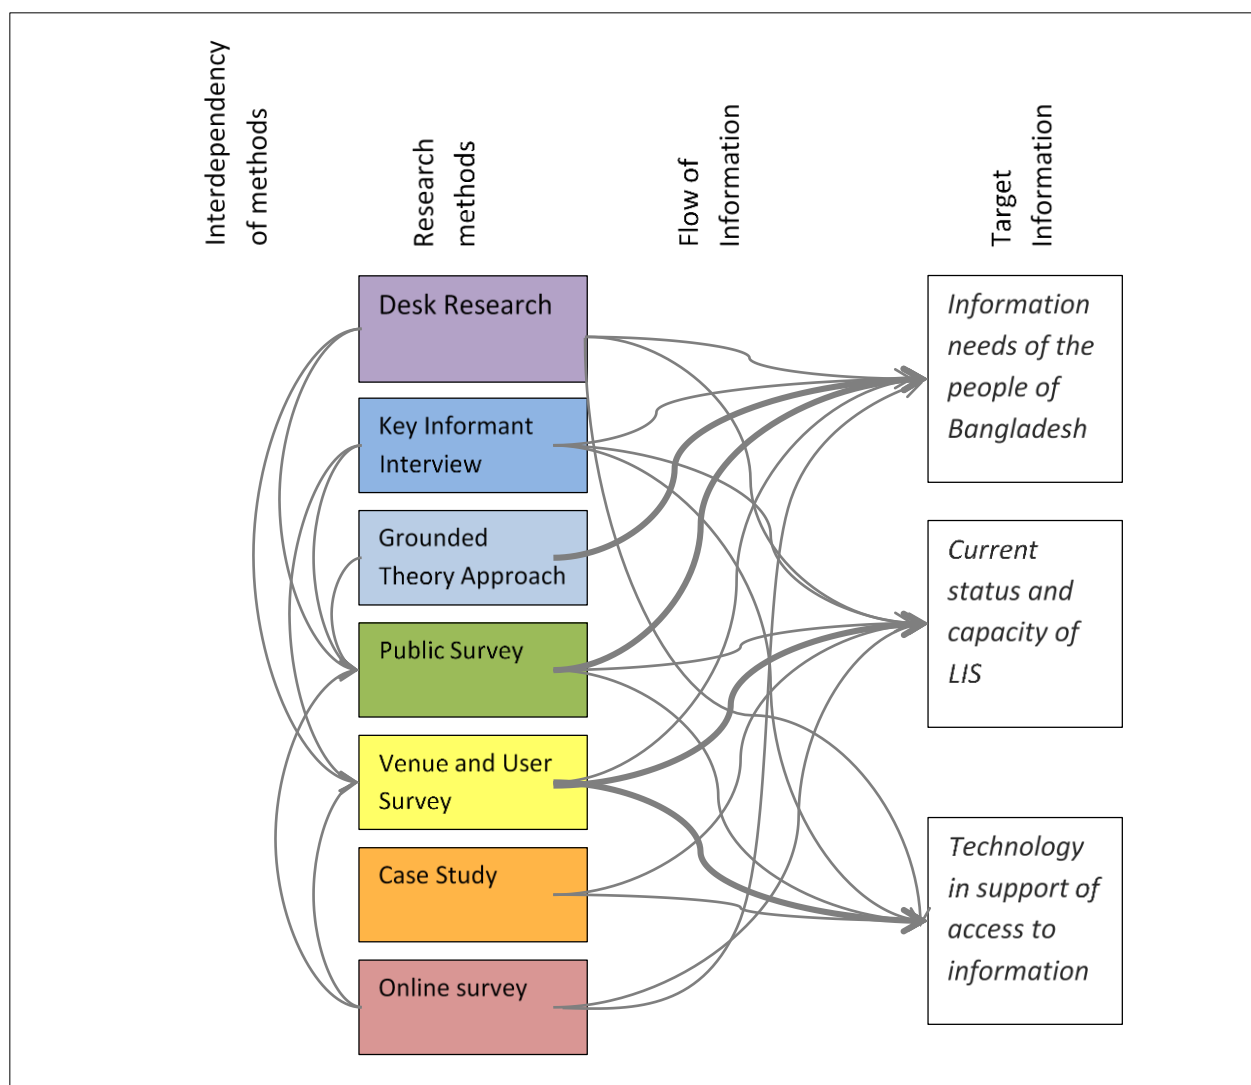 Interdependency
of methods
Research
methods
Flow of
Information
Target
Information
Desk Research
Key Informant
Interview
Grounded
Theory Approach
Public Survey
Venue and User
Survey
Case Study
Online survey
Information
needs of the
people of
Bangladesh
Current
status and
capacity of
LIS
Technology
in support of
access to
information